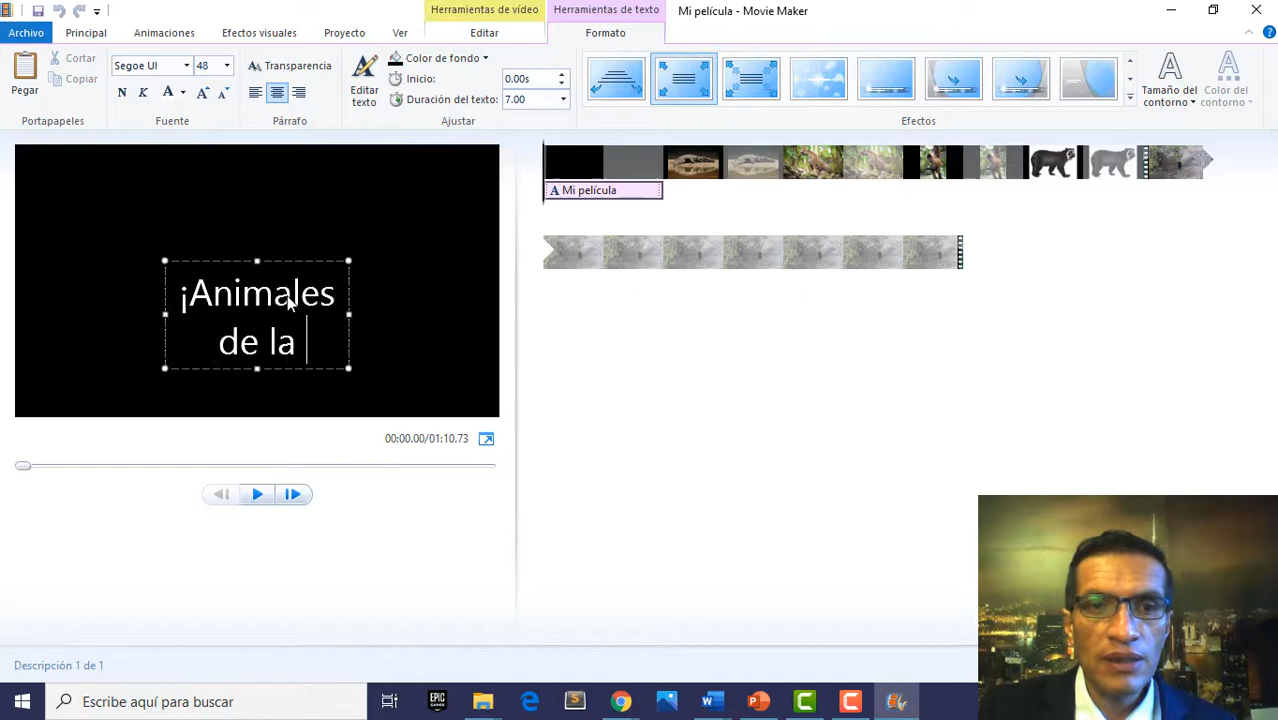 Herramientas de vídeo Herramientas de texto Mi película - Movie Maker
Archivo Principal Animaciones Efectos visuales Proyecto Ver Editar Formato
Pegar
Cortar
Copiar
Portapapeles
Segoe UI 48
N K A A A
Fuente
Transparencia
Párrafo
Editar texto
Color de fondo
Inicio: 0.00s
Duración del texto: 7.00
Ajustar
Efectos
Tamaño del contorno
Color del contorno
A Mi película
¡Animales
de la
00:00.00/01:10.73
Descripción 1 de 1
Escribe aquí para buscar
EPIC GAMES